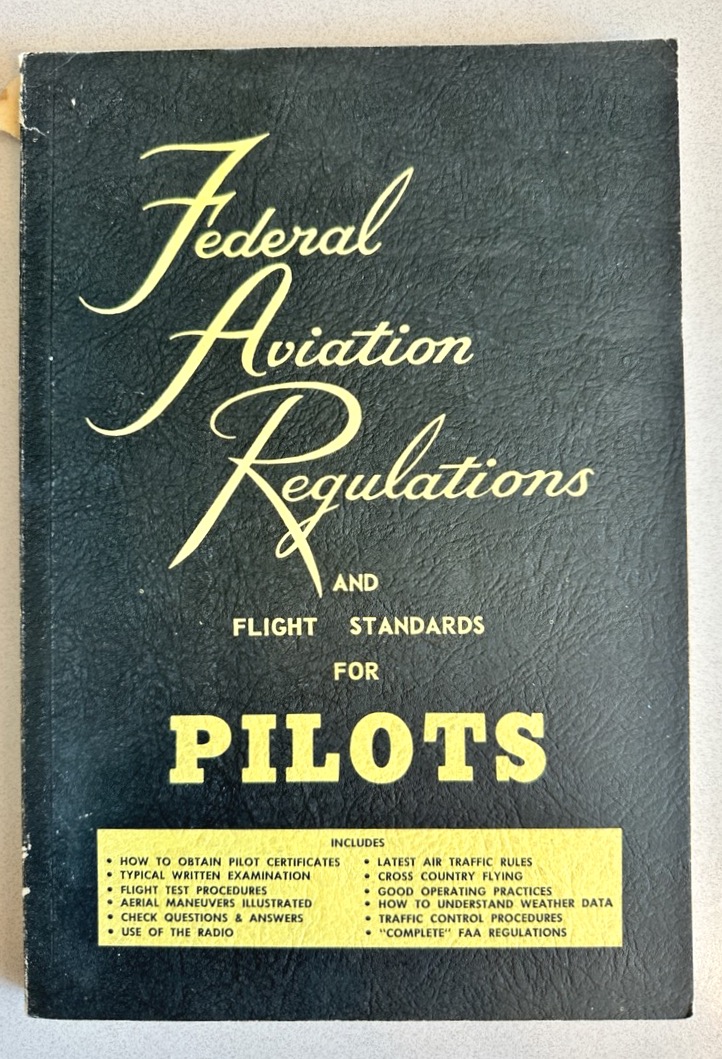 Federal
Aviation
Regulations
AND
FLIGHT STANDARDS
FOR
PILOTS
INCLUDES
• HOW TO OBTAIN PILOT CERTIFICATES
• TYPICAL WRITTEN EXAMINATION
• FLIGHT TEST PROCEDURES
• AERIAL MANEUVERS ILLUSTRATED
• CHECK QUESTIONS & ANSWERS
• USE OF THE RADIO
• LATEST AIR TRAFFIC RULES
• CROSS COUNTRY FLYING
• GOOD OPERATING PRACTICES
• HOW TO UNDERSTAND WEATHER DATA
• TRAFFIC CONTROL PROCEDURES
• "COMPLETE" FAA REGULATIONS